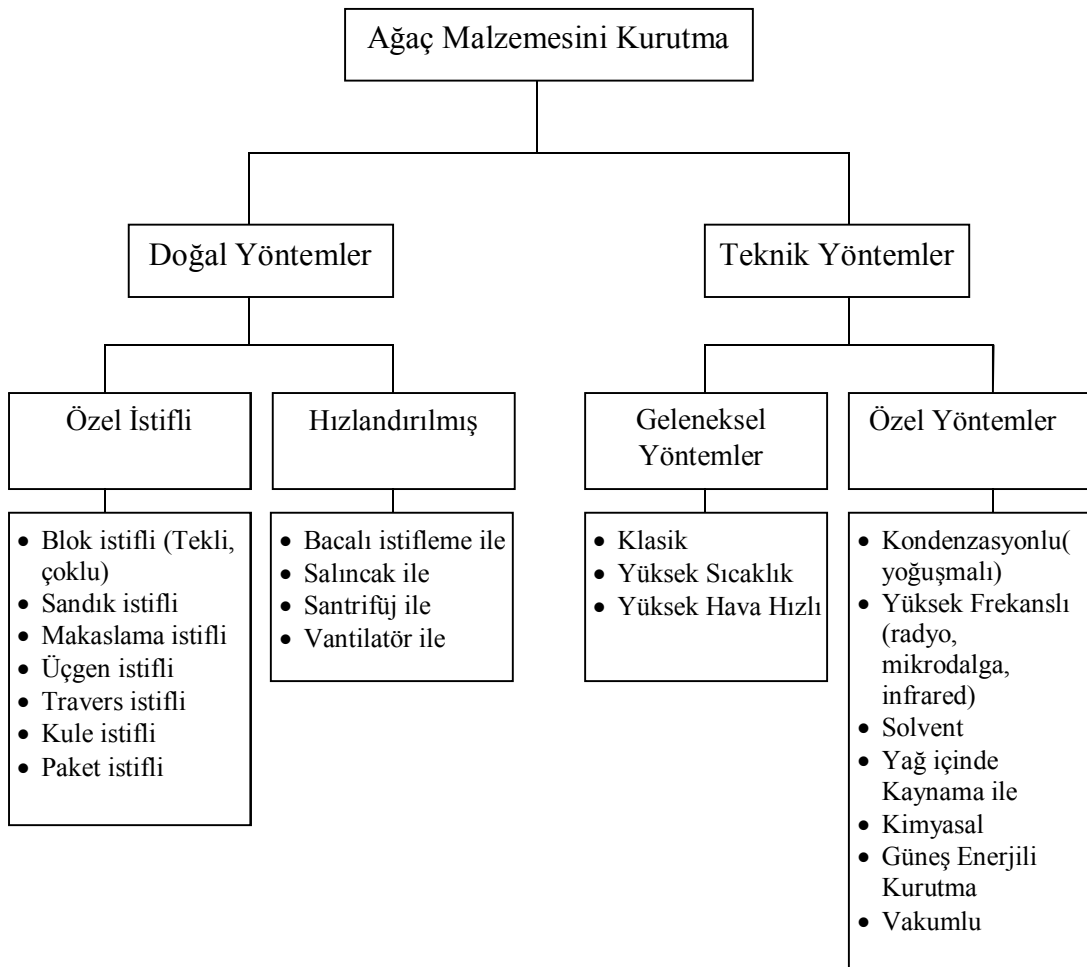 Ağaç Malzemesini Kurutma
Doğal Yöntemler
Teknik Yöntemler
Özel İstifli
Hızlandırılmış
Geleneksel
Yöntemler
Özel Yöntemler
• Blok istifli (Tekli,
çoklu)
• Sandık istifli
• Makaslama istifli
• Üçgen istifli
• Travers istifli
• Kule istifli
• Paket istifli
• Bacalı istifleme ile
• Salıncak ile
• Santrifüj ile
• Vantilatör ile
• Klasik
• Yüksek Sıcaklık
• Yüksek Hava Hızlı
• Kondenzasyonlu(
yoğuşmalı)
• Yüksek Frekanslı
(radyo,
mikrodalga,
infrared)
• Solvent
• Yağ içinde
Kaynama ile
• Kimyasal
• Güneş Enerjili
Kurutma
• Vakumlu